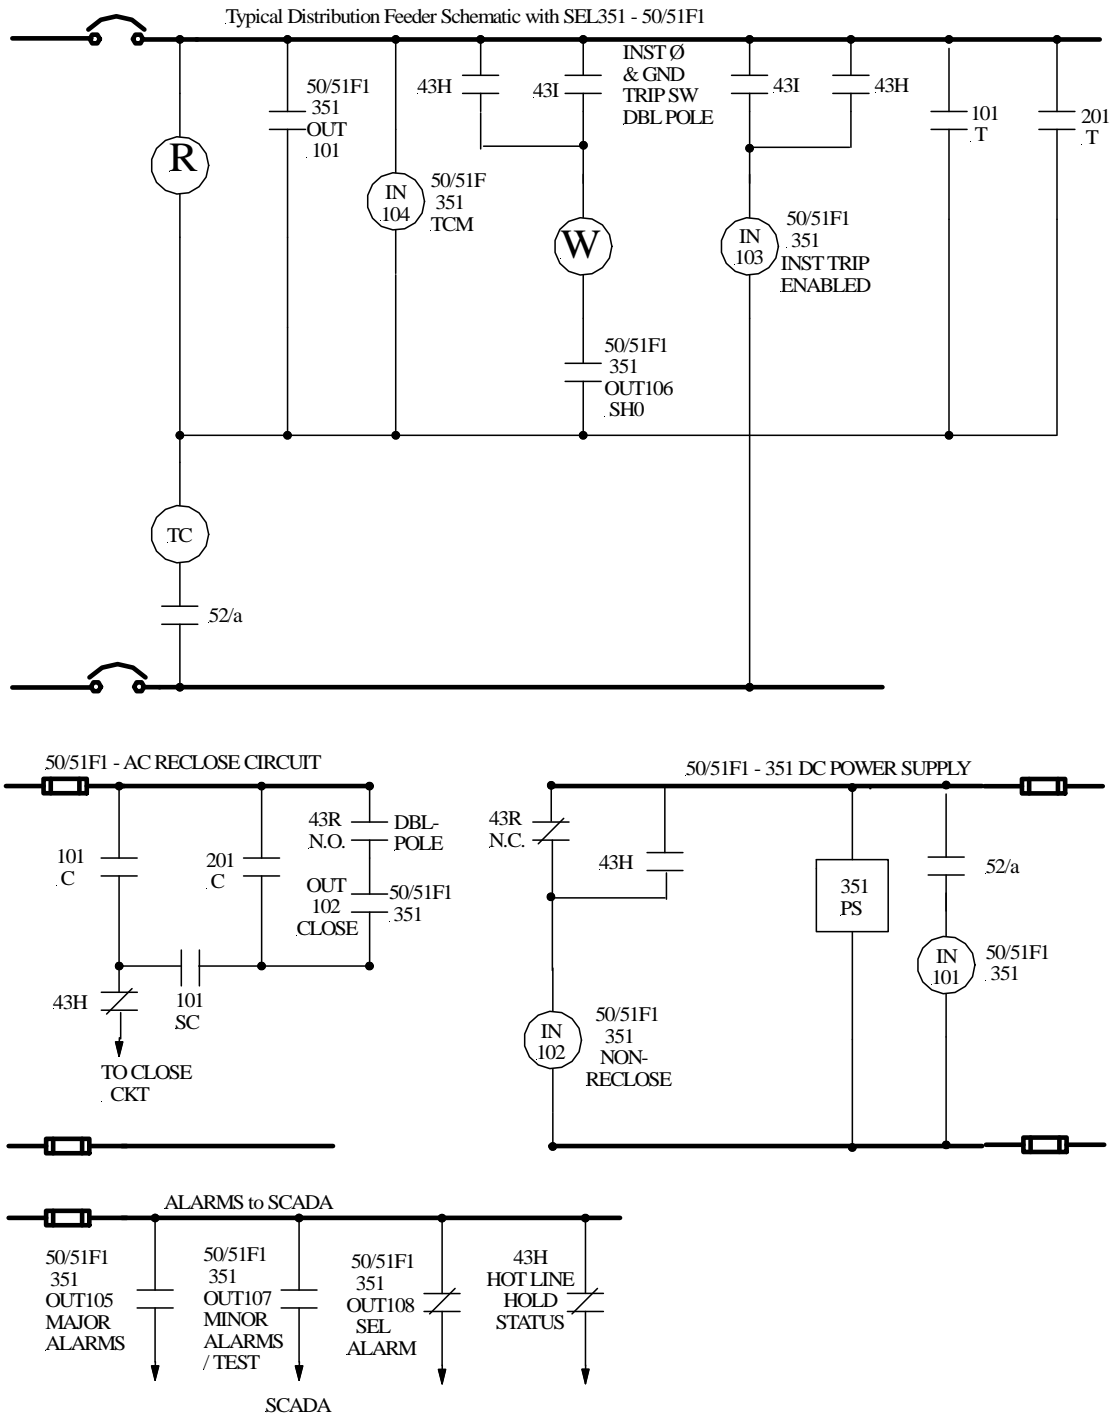 Typical Distribution Feeder Schematic with SEL351 - 50/51F1
R
50/51F1
351
OUT
101
IN
104
50/51F
351
TCM
43H
43I
INST Ø
& GND
TRIP SW
DBL POLE
W
50/51F1
351
OUT106
SH0
43I
43H
IN
103
50/51F1
351
INST TRIP
ENABLED
101
T
201
T
TC
52/a
50/51F1 - AC RECLOSE CIRCUIT
101
C
201
C
43R
N.O.
DBL-
POLE
OUT
102
CLOSE
50/51F1
351
43H
101
SC
TO CLOSE
CKT
50/51F1 - 351 DC POWER SUPPLY
43R
N.C.
43H
IN
102
50/51F1
351
NON-
RECLOSE
351
PS
52/a
IN
101
50/51F1
351
ALARMS to SCADA
50/51F1
351
OUT105
MAJOR
ALARMS
50/51F1
351
OUT107
MINOR
ALARMS
/ TEST
50/51F1
351
OUT108
SEL
ALARM
43H
HOT LINE
HOLD
STATUS
SCADA